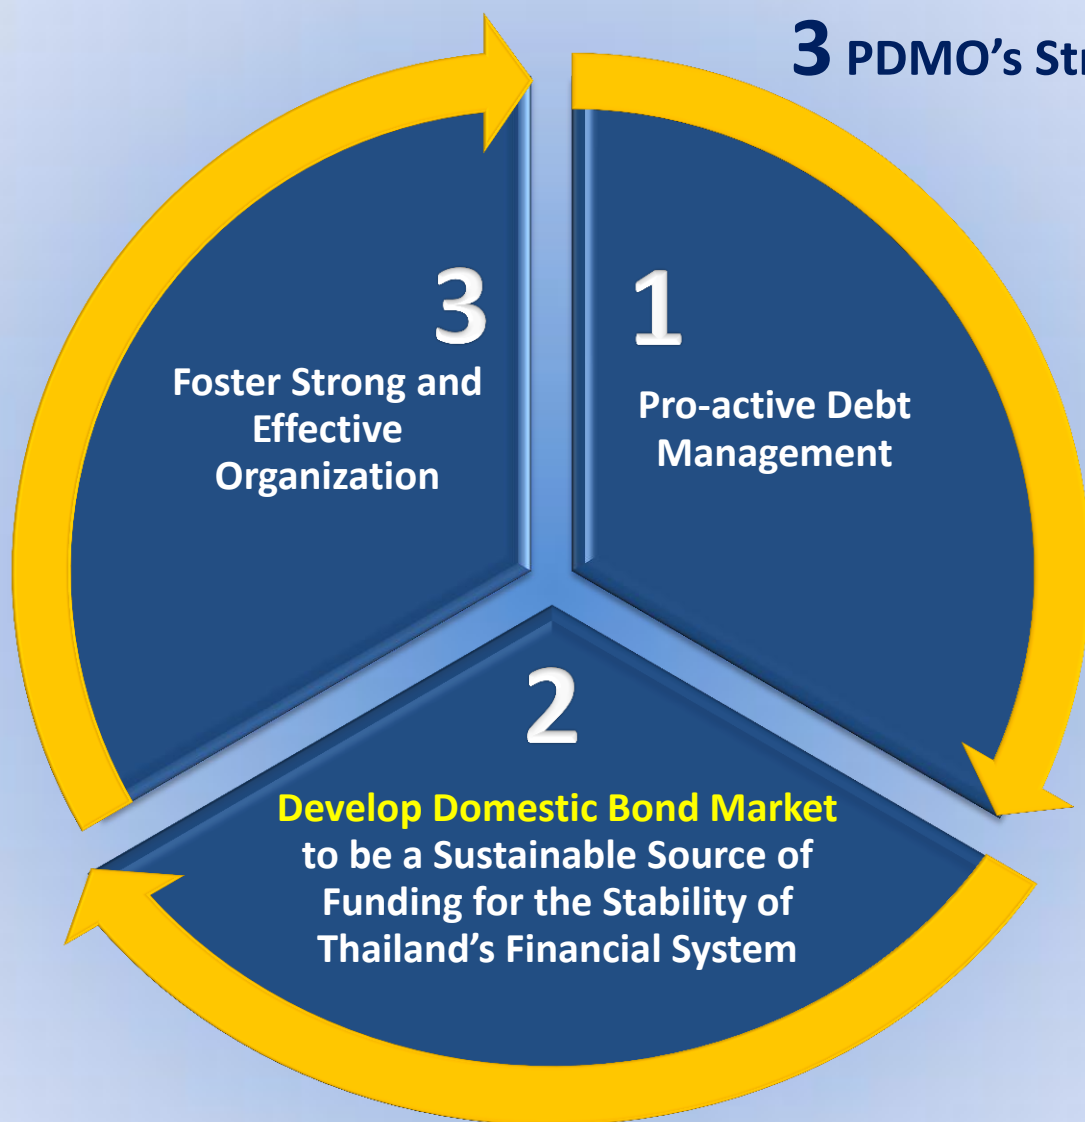 3 PDMO's
1
Pro-active Debt
Management
2
Develop Domestic Bond Market
to be a Sustainable Source of
Funding for the Stability of
Thailand's Financial System
3
Foster Strong and
Effective
Organization